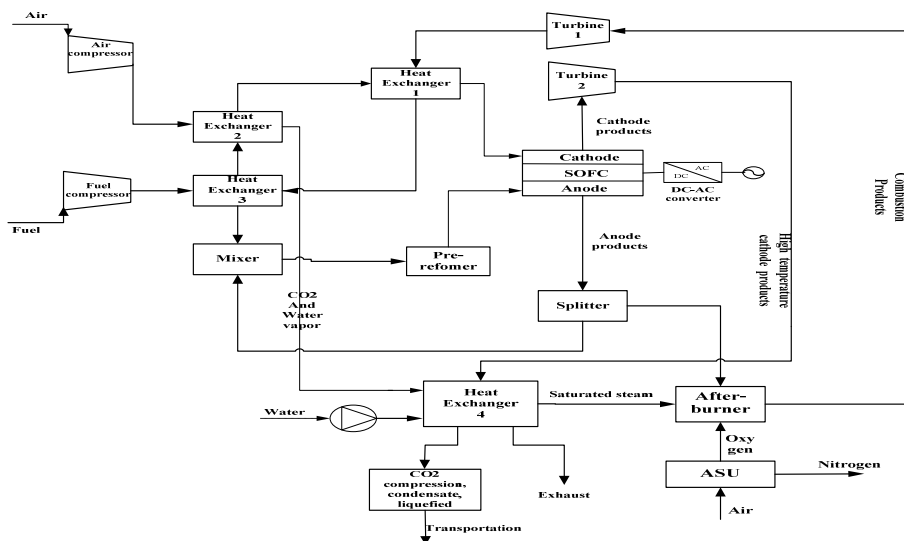 Air
Air
compressor
Turbine
1
Heat
Exchanger
1
Turbine
2
Heat
Exchanger
2
Cathode
products
Cathode
SOFC
Anode
AC
DC
DC-AC
converter
Combustion
Products
Fuel
compressor
Heat
Exchanger
3
Fuel
Anode
products
High temperature
cathode products
Mixer
Pre-
refomer
CO2
And
Water
vapor
Splitter
Heat
Exchanger
4
Saturated steam
After-
burner
Water
Oxy
gen
CO2
compression,
condensate,
liquefied
Exhaust
ASU
Nitrogen
Transportation
Air